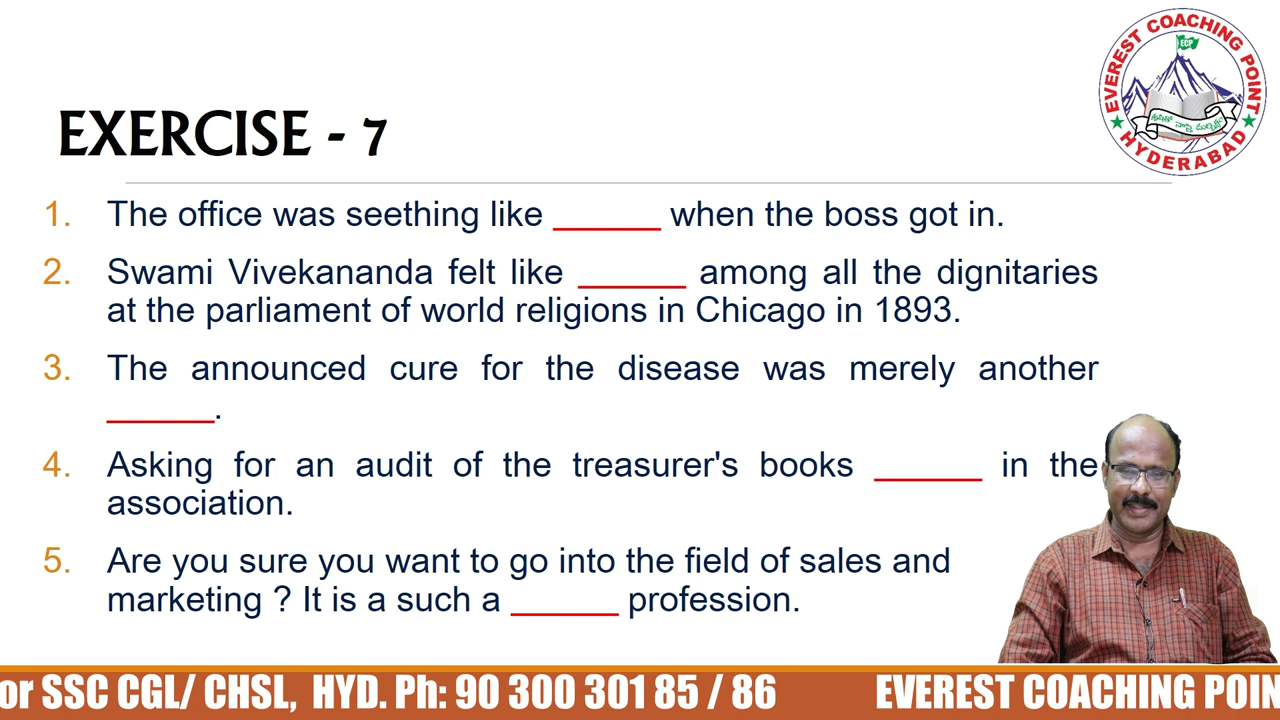 EVEREST COACHING POINT
ECP
HYDERABAD
EXERCISE - 7
1. The office was seething like ______ when the boss got in.
2. Swami Vivekananda felt like ______ among all the dignitaries
at the parliament of world religions in Chicago in 1893.
3. The announced cure for the disease was merely another
______.
4. Asking for an audit of the treasurer's books ______ in the
association.
5. Are you sure you want to go into the field of sales and
marketing ? It is a such a ______ profession.
or SSC CGL/ CHSL, HYD. Ph: 90 300 301 85 / 86 EVEREST COACHING POIN